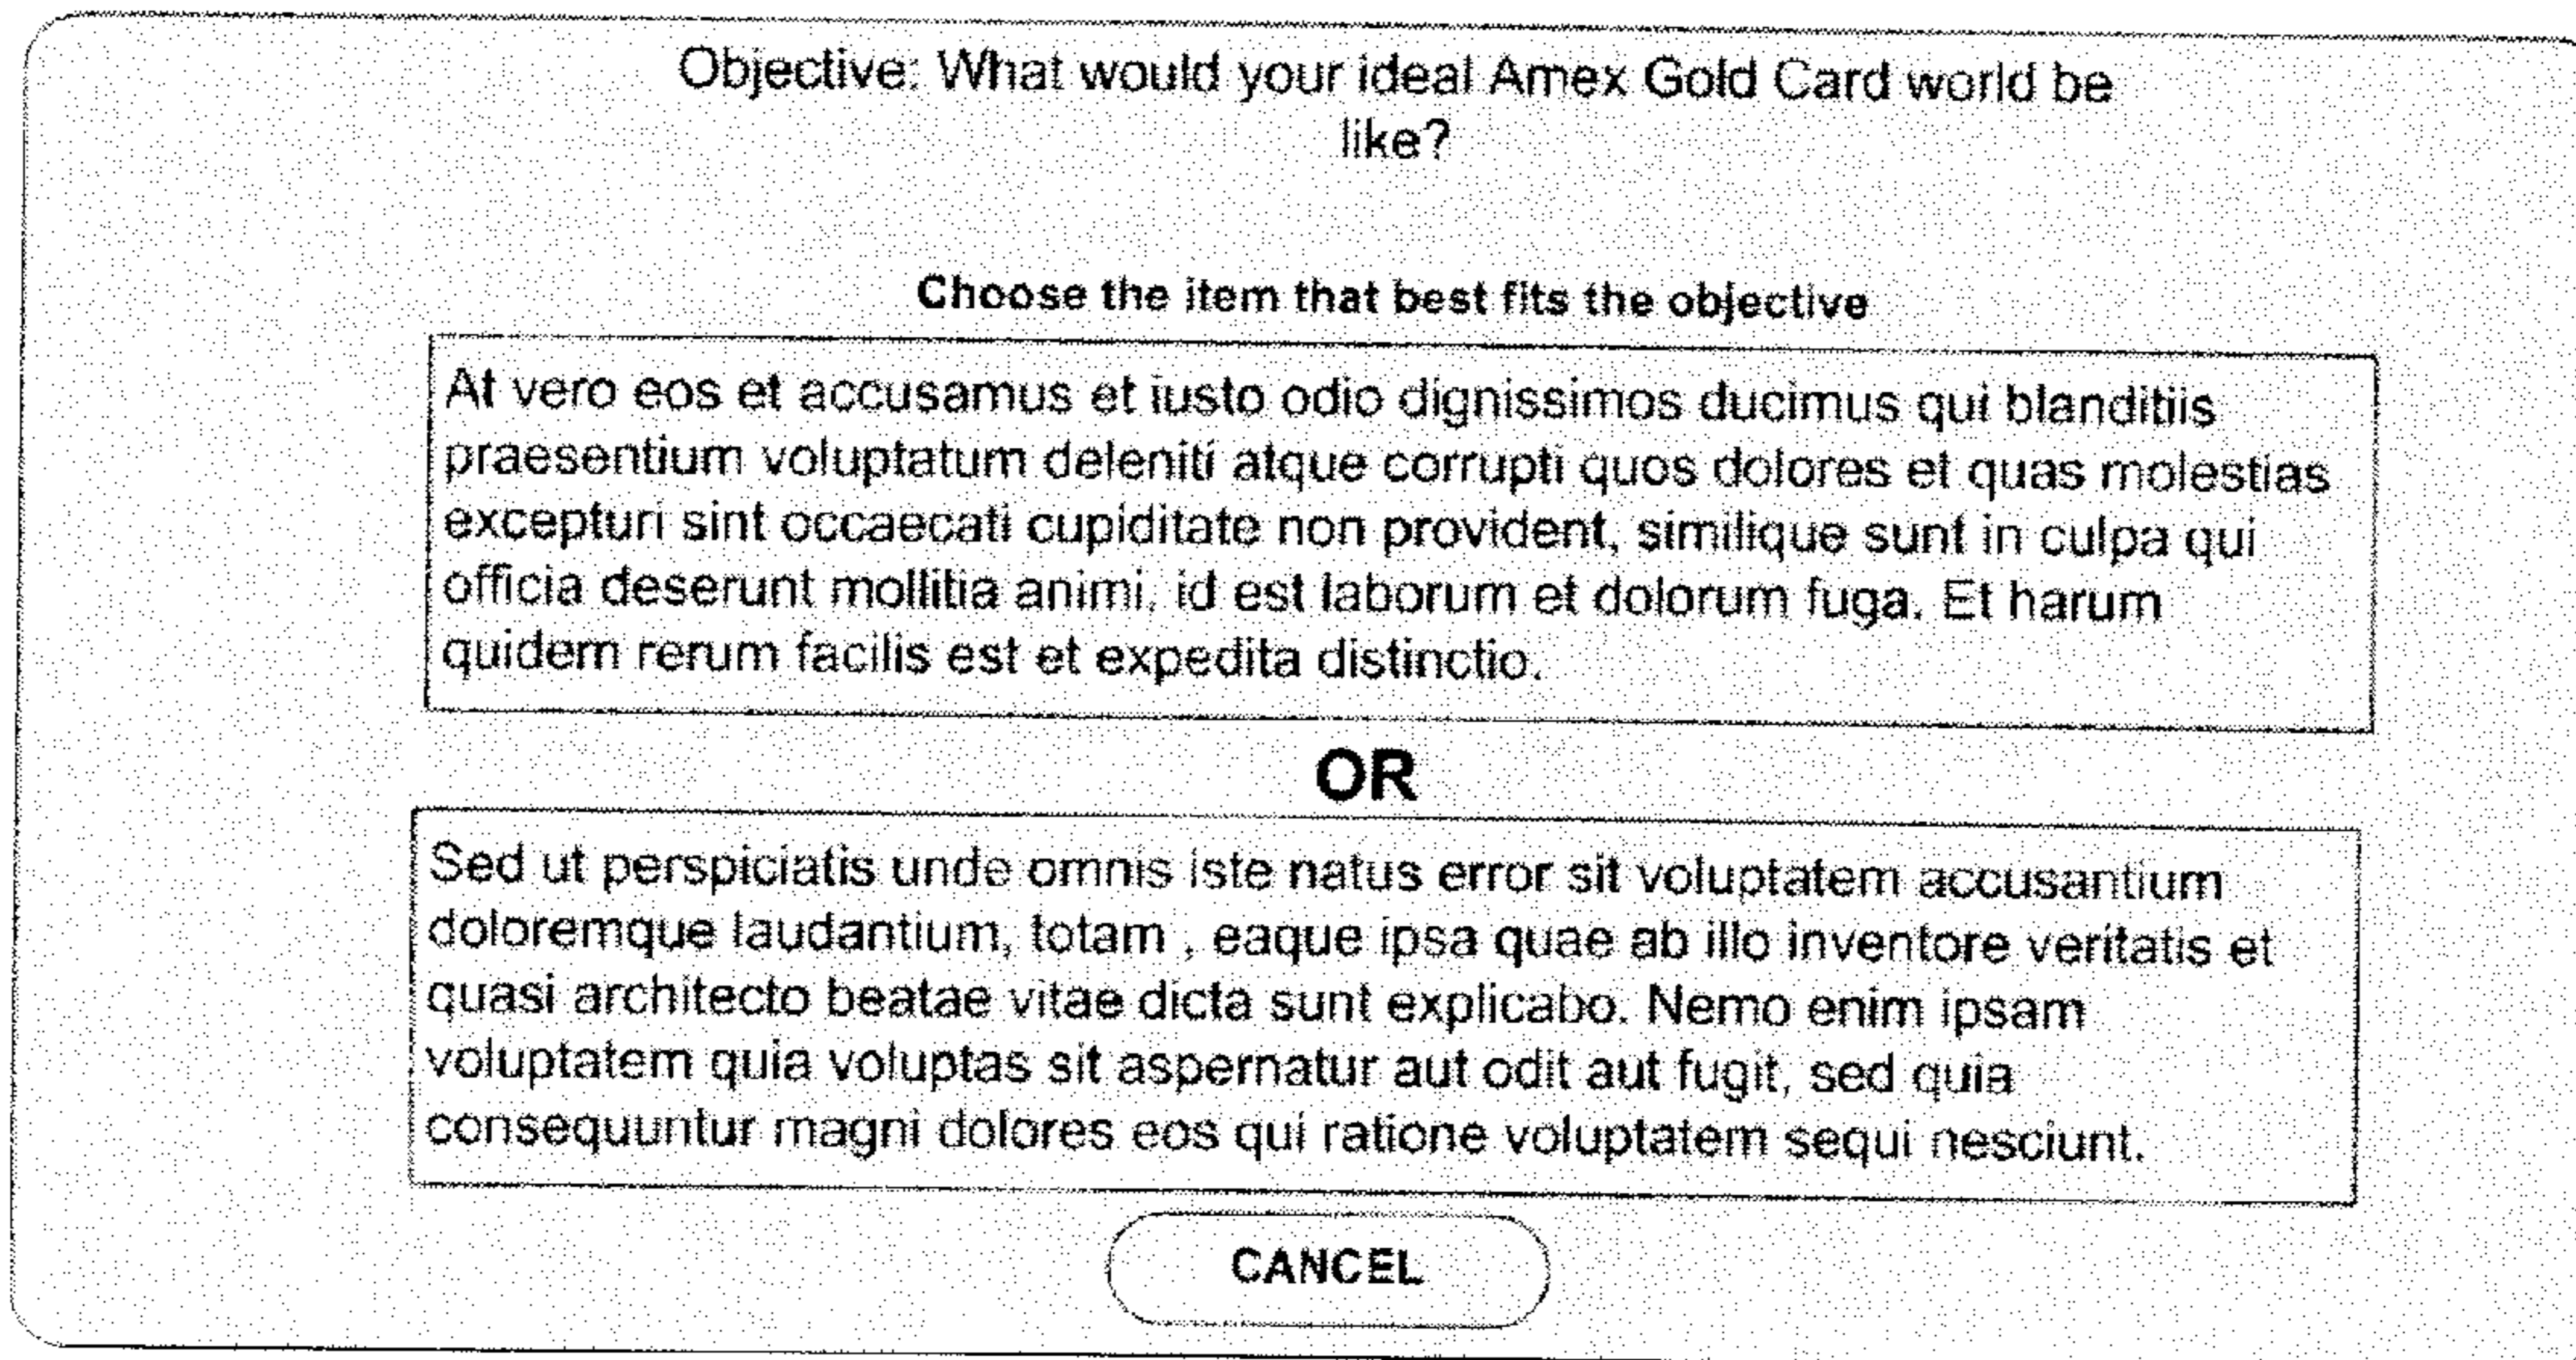 Objective: What would your ideal Amex Gold Card world be
like?
Choose the item that best fits the objective
At vero eos et accusamus et iusto odio dignissimos ducimus qui blanditiis
praesentium voluptatum deleniti atque corrupti quos dolores et quas molestias
excepturi sint occaecati cupiditate non provident, similique sunt in culpa qui
officia deserunt mollitia animi, id est laborum et dolorum fuga. Et harum
quidem rerum facilis est et expedita distinctio.
OR
Sed ut perspiciatis unde omnis iste natus error sit voluptatem accusantium
doloremque laudantium, totam , eaque ipsa quae ab illo inventore veritatis et
quasi architecto beatae vitae dicta sunt explicabo. Nemo enim ipsam
voluptatem quia voluptas sit aspernatur aut odit aut fugit, sed quia
consequuntur magni dolores eos qui ratione voluptatem sequi nesciunt.
CANCEL